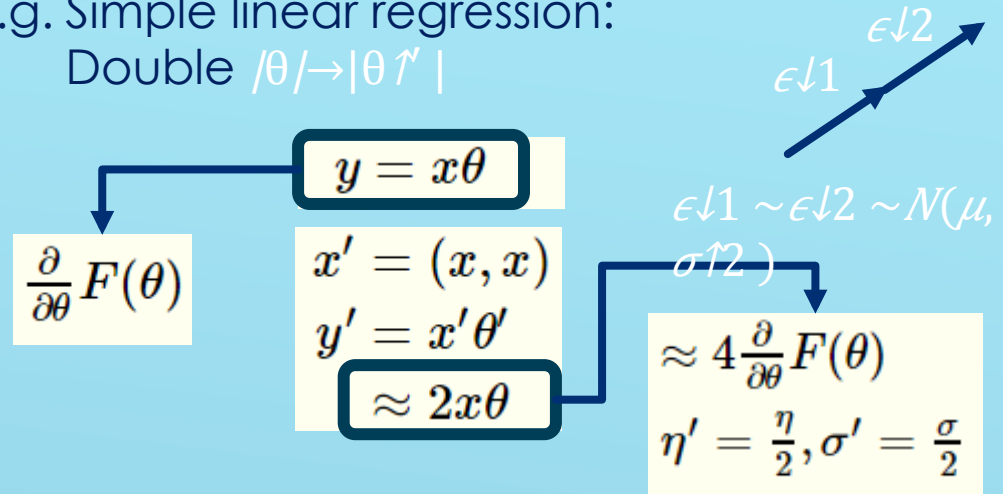 .g. Simple linear regression:
Double |θ|→|θ↑′ |
ϵ↓2
ϵ↓1
y = xθ
ϵ↓1 ~ϵ↓2 ~N(μ,
σ↑2 )
∂/∂θ F(θ)
x′ = (x, x)
y′ = x′θ′
≈ 2xθ
≈ 4 ∂/∂θ F(θ)
η′ = η/2, σ′ = σ/2